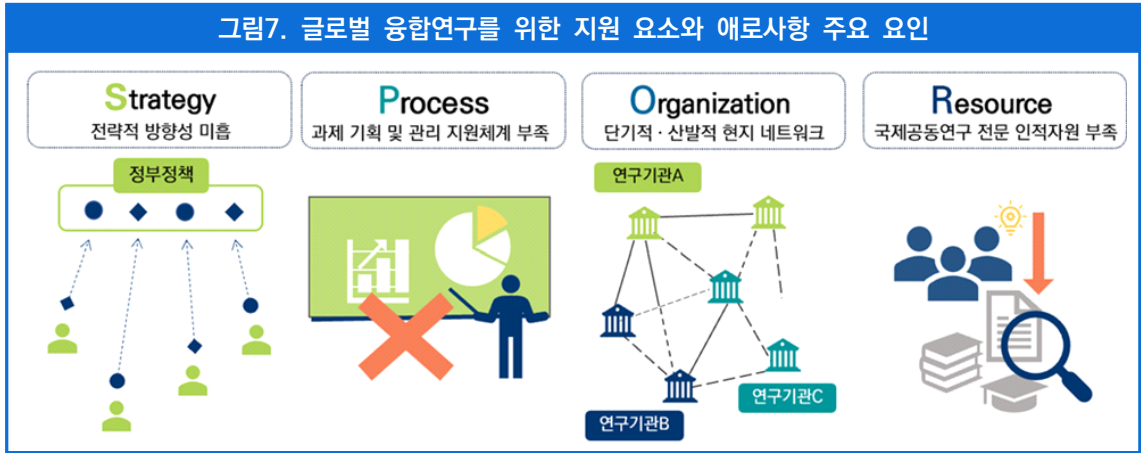 그림7. 글로벌 융합연구를 위한 지원 요소와 애로사항 주요 요인
Strategy
전략적 방향성 미흡
정부정책
Process
과제 기획 및 관리 지원체계 부족
Organization
단기적·산발적 현지 네트워크
연구기관A
연구기관C
연구기관B
Resource
국제공동연구 전문 인적자원 부족